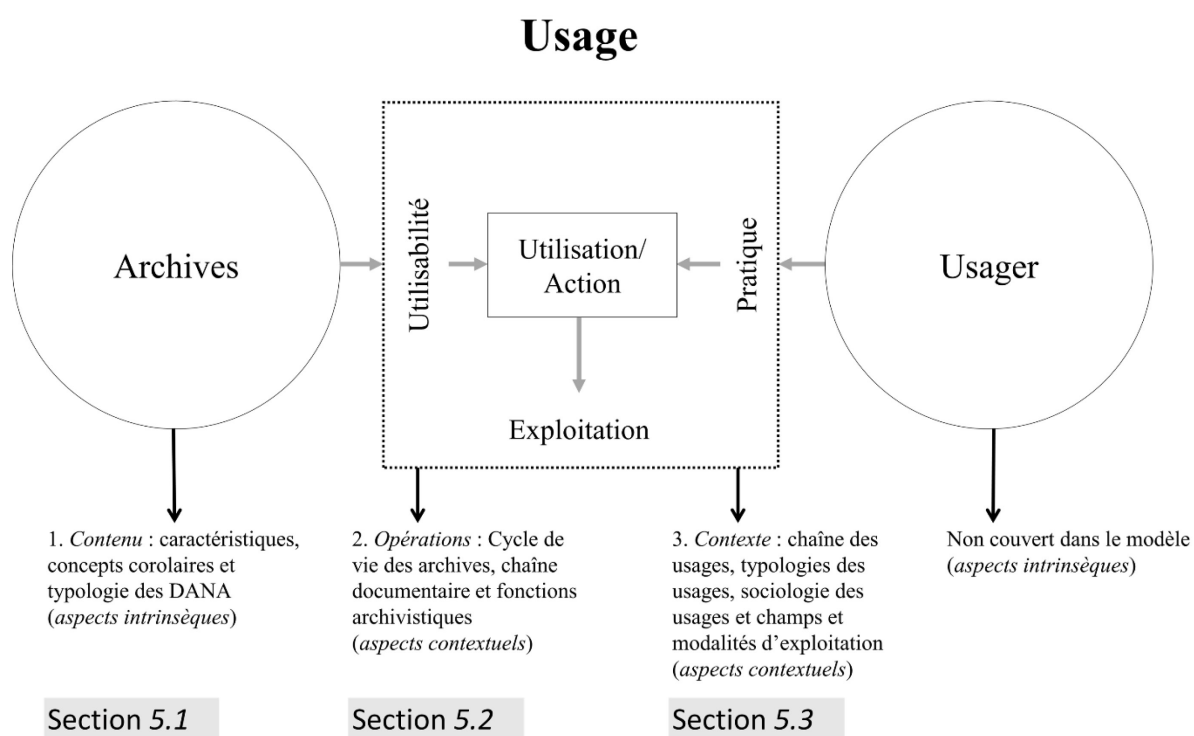 Usage
Archives
Utilisabilité
Utilisation/
Action
Pratique
Usager
Exploitation
1. Contenu : caractéristiques,
concepts corolaires et
typologie des DANA
(aspects intrinsèques)
2. Opérations : Cycle de
vie des archives, chaîne
documentaire et fonctions
archivistiques
(aspects contextuels)
3. Contexte : chaîne des
usages, typologies des
usages, sociologie des
usages et champs et
modalités d’exploitation
(aspects contextuels)
Non couvert dans le modèle
(aspects intrinsèques)
Section 5.1
Section 5.2
Section 5.3